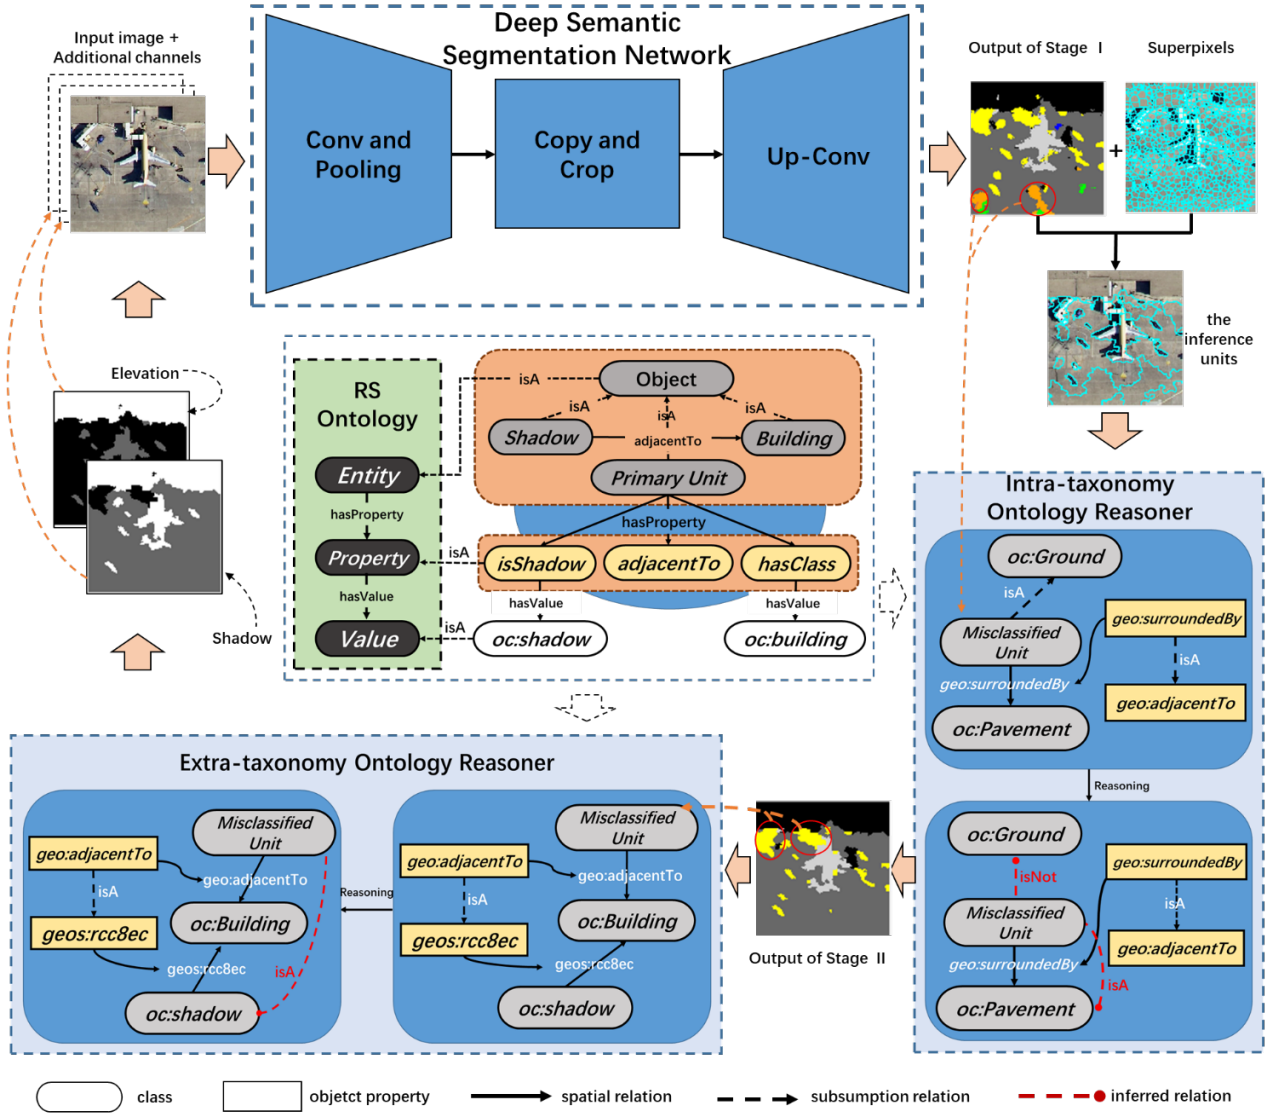 Input image +
Additional channels
Deep Semantic
Segmentation Network
Conv and
Pooling
Copy and
Crop
Up-Conv
Output of Stage Ⅰ
Superpixels
+
the
inference
units
Elevation
Shadow
RS
Ontology
Entity
hasProperty
Property
hasValue
Value
isA
Object
isA
isA
isA
Shadow
adjacentTo
Building
Primary Unit
hasProperty
isA
isShadow
adjacentTo
hasClass
hasValue
hasValue
isA
oc:shadow
oc:building
Intra-taxonomy
Ontology Reasoner
oc:Ground
isA
Misclassified
Unit
geo:surroundedBy
isA
geo:surroundedBy
geo:adjacentTo
oc:Pavement
Reasoning
oc:Ground
isNot
geo:surroundedBy
Misclassified
Unit
isA
geo:adjacentTo
geo:surroundedBy
isA
oc:Pavement
Extra-taxonomy Ontology Reasoner
Misclassified
Unit
geo:adjacentTo
geo:adjacentTo
isA
oc:Building
geos:rcc8ec
geos:rcc8ec
isA
oc:shadow
Reasoning
Misclassified
Unit
geo:adjacentTo
geo:adjacentTo
isA
oc:Building
geos:rcc8ec
geos:rcc8ec
oc:shadow
Output of Stage Ⅱ
class
objetct property
spatial relation
subsumption relation
inferred relation